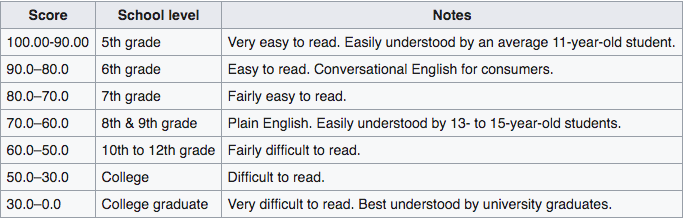 Score School level Notes
100.00-90.00 5th grade Very easy to read. Easily understood by an average 11-year-old student.
90.0–80.0 6th grade Easy to read. Conversational English for consumers.
80.0–70.0 7th grade Fairly easy to read.
70.0–60.0 8th & 9th grade Plain English. Easily understood by 13- to 15-year-old students.
60.0–50.0 10th to 12th grade Fairly difficult to read.
50.0–30.0 College Difficult to read.
30.0–0.0 College graduate Very difficult to read. Best understood by university graduates.